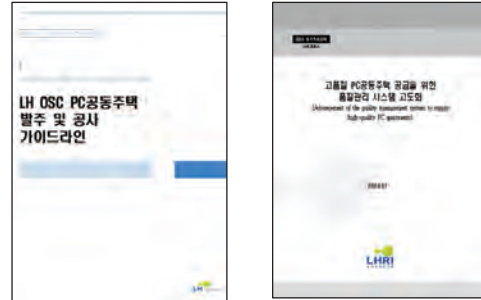 LH OSC PC공동주택
발주 및 공사
가이드라인
LH
고품질 PC공동주택 공급을 위한
품질관리 시스템 고도화
Enhancement of the quality management system to supply
high-quality PC apartments
LHRI